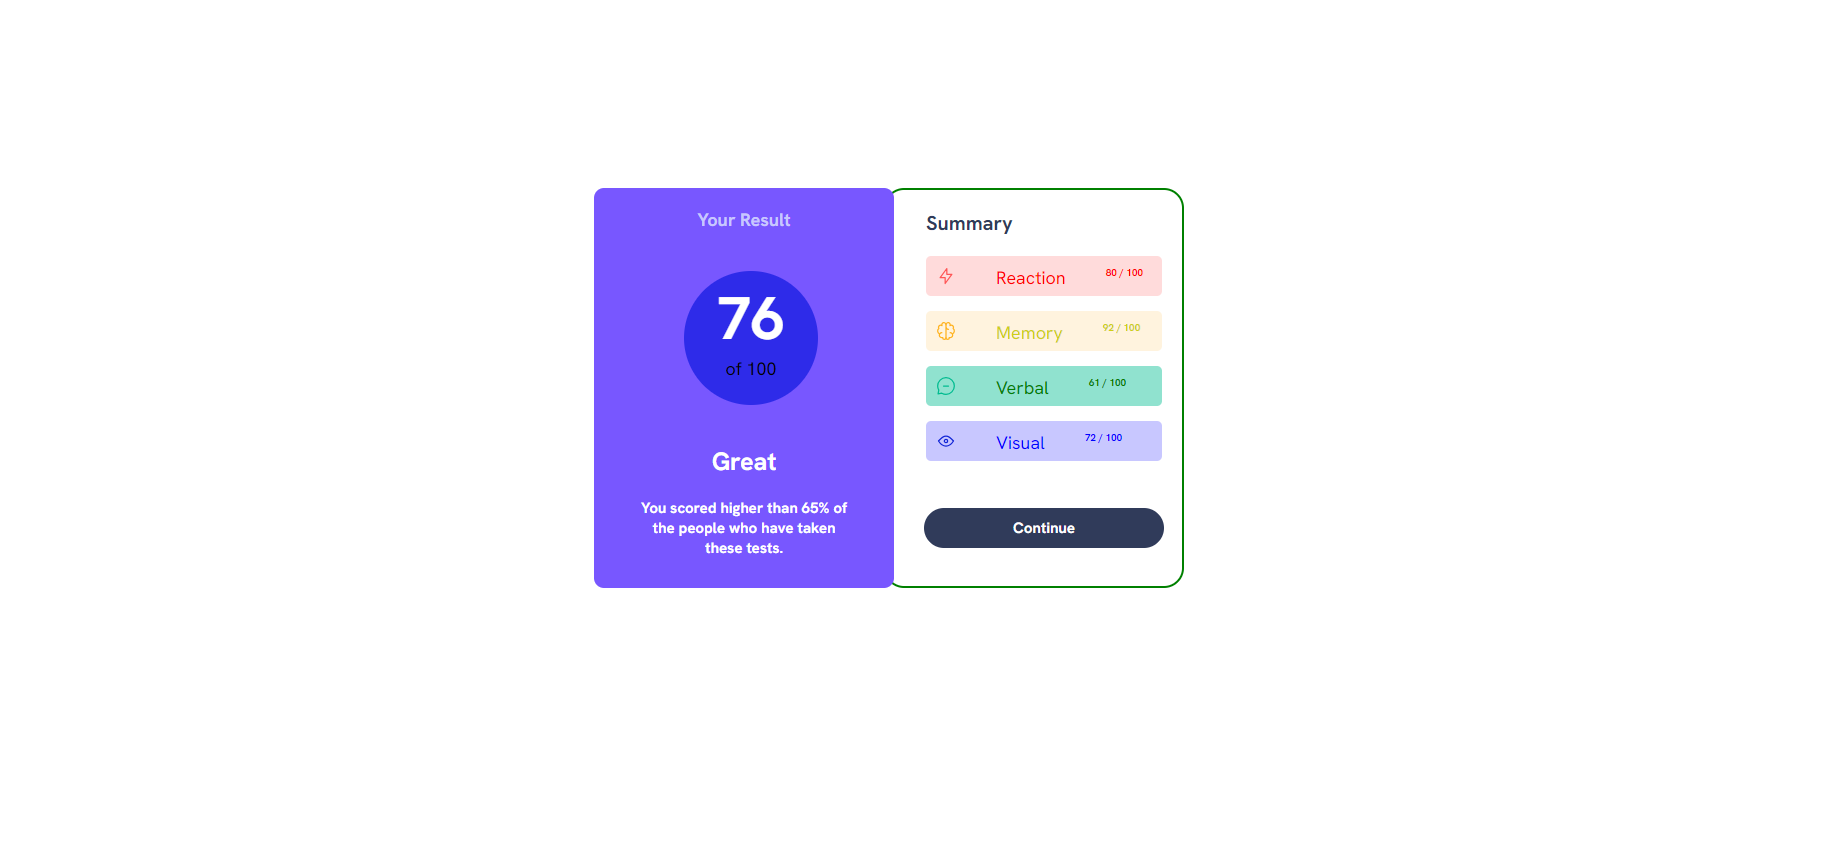 Your Result
76
of 100
Great
You scored higher than 65% of
the people who have taken
these tests.
Summary
Reaction 80 / 100
Memory 92 / 100
Verbal 61 / 100
Visual 72 / 100
Continue